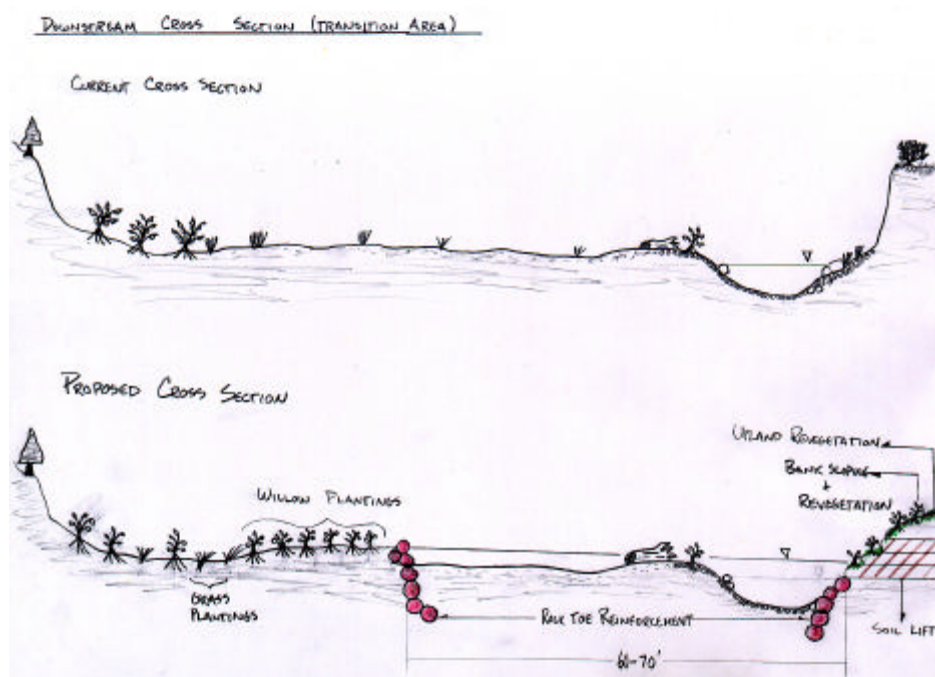 DOWNSTREAM CROSS SECTION (TRANSITION AREA)
CURRENT CROSS SECTION
PROPOSED CROSS SECTION
UPLAND REVEGETATION
BANK SLOPING
+
REVEGETATION
WILLOW PLANTINGS
GRASS
PLANTINGS
ROCK TOE REINFORCEMENT
SOIL LIFT
60-70'